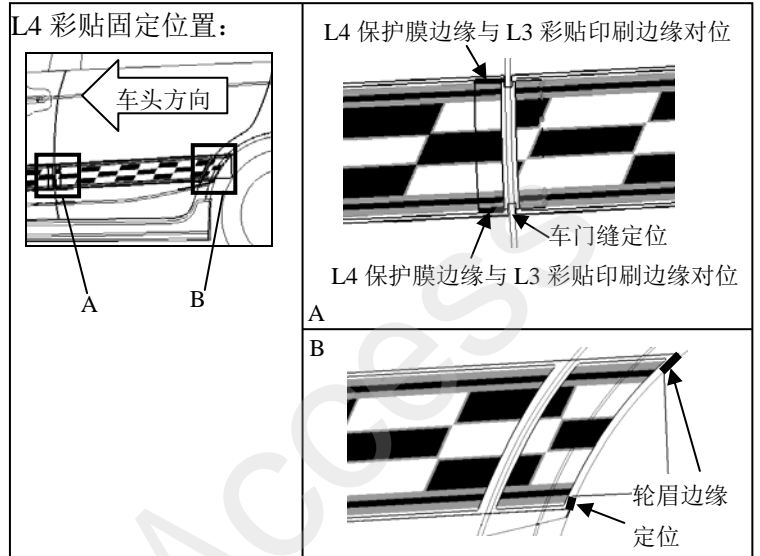 L4 彩贴固定位置：
车头方向
A
B
L4 保护膜边缘与 L3 彩贴印刷边缘对位
车门缝定位
L4 保护膜边缘与 L3 彩贴印刷边缘对位
A
B
轮眉边缘
定位
Access